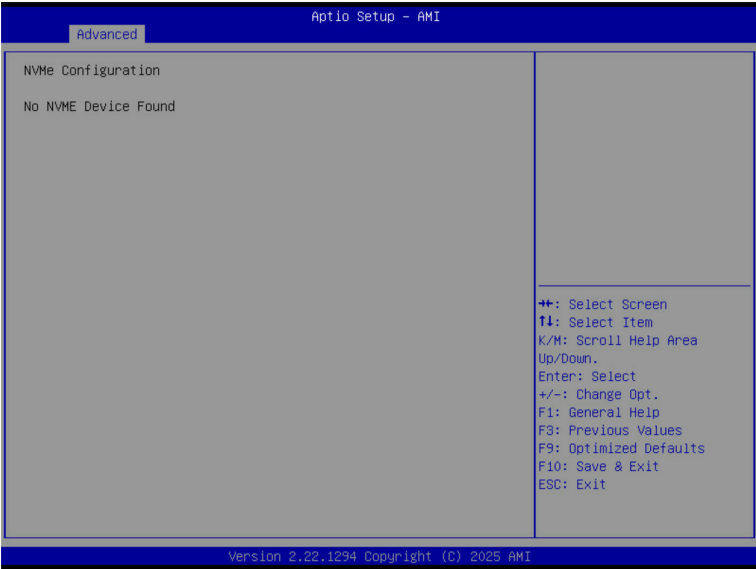 Aptio Setup – AMI
Advanced
NVMe Configuration
No NVME Device Found
→←: Select Screen
↑↓: Select Item
K/M: Scroll Help Area
Up/Down.
Enter: Select
+/-: Change Opt.
F1: General Help
F3: Previous Values
F9: Optimized Defaults
F10: Save & Exit
ESC: Exit
Version 2.22.1294 Copyright (C) 2025 AMI